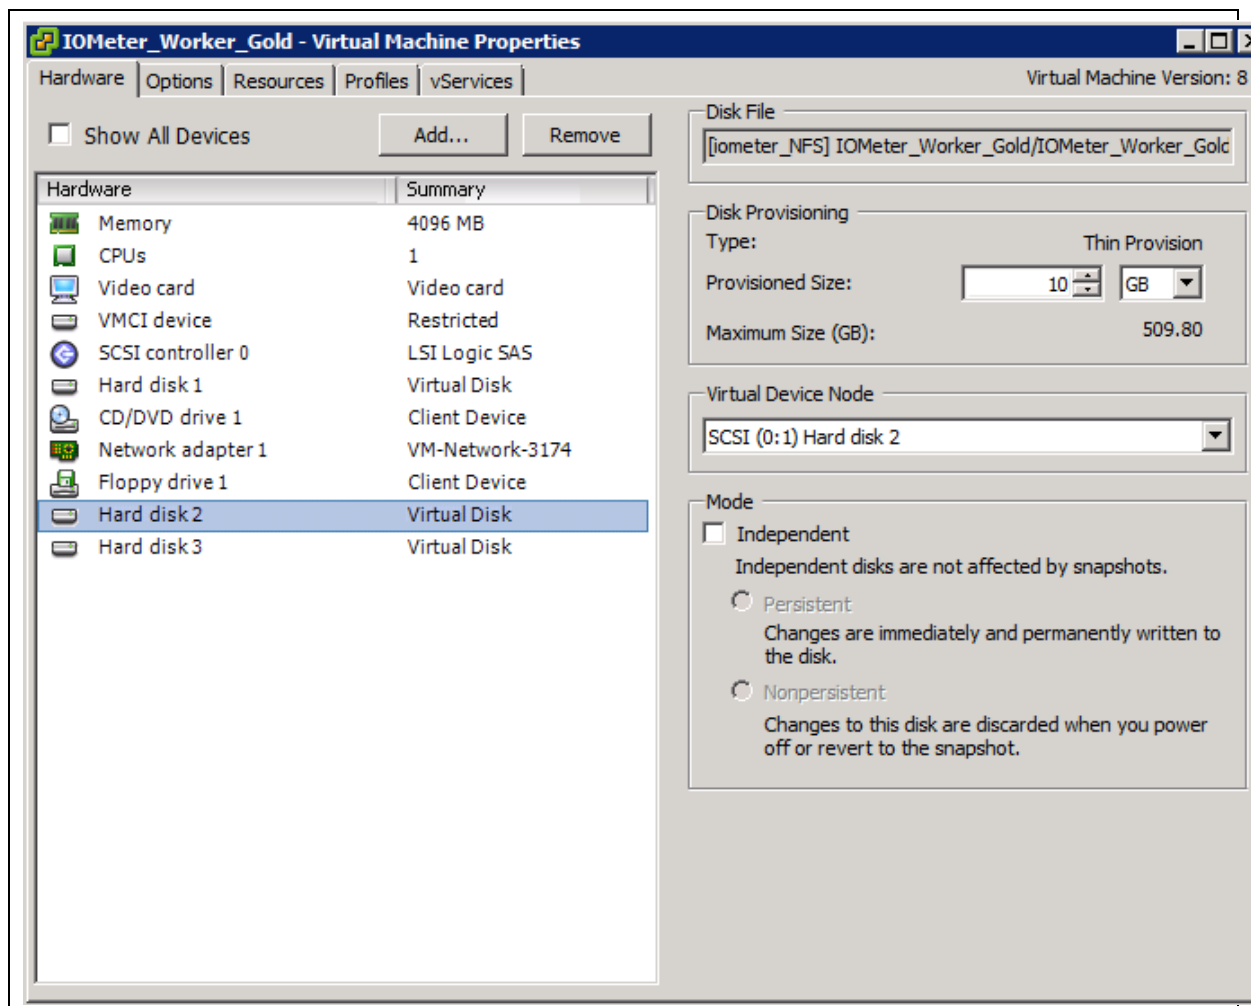 IOMeter_Worker_Gold - Virtual Machine Properties
Hardware Options Resources Profiles vServices Virtual Machine Version: 8
Show All Devices Add... Remove
Hardware Summary
Memory 4096 MB
CPUs 1
Video card Video card
VMCI device Restricted
SCSI controller 0 LSI Logic SAS
Hard disk 1 Virtual Disk
CD/DVD drive 1 Client Device
Network adapter 1 VM-Network-3174
Floppy drive 1 Client Device
Hard disk 2 Virtual Disk
Hard disk 3 Virtual Disk
Disk File
[iometer_NFS] IOMeter_Worker_Gold/IOMeter_Worker_Gold
Disk Provisioning
Type: Thin Provision
Provisioned Size: 10 GB
Maximum Size (GB): 509.80
Virtual Device Node
SCSI (0:1) Hard disk 2
Mode
Independent
Independent disks are not affected by snapshots.
Persistent
Changes are immediately and permanently written to
the disk.
Nonpersistent
Changes to this disk are discarded when you power
off or revert to the snapshot.